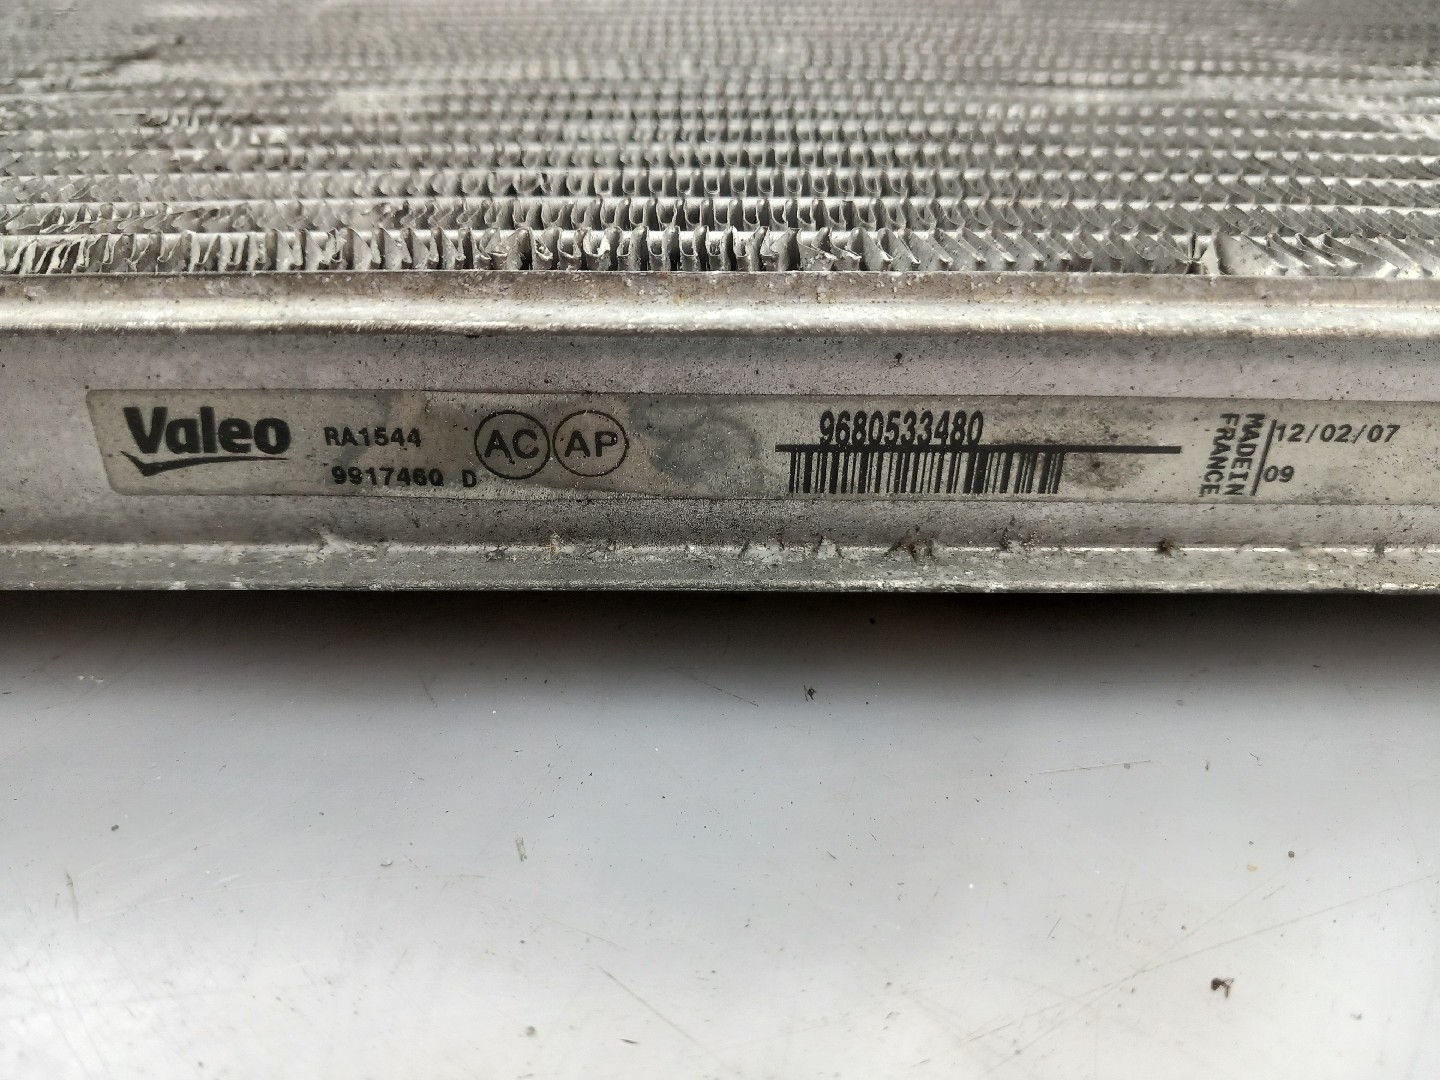 Valeo
RA1544
9917460 D
AC AP
9680533480
MADE IN
FRANCE
12/02/07
09